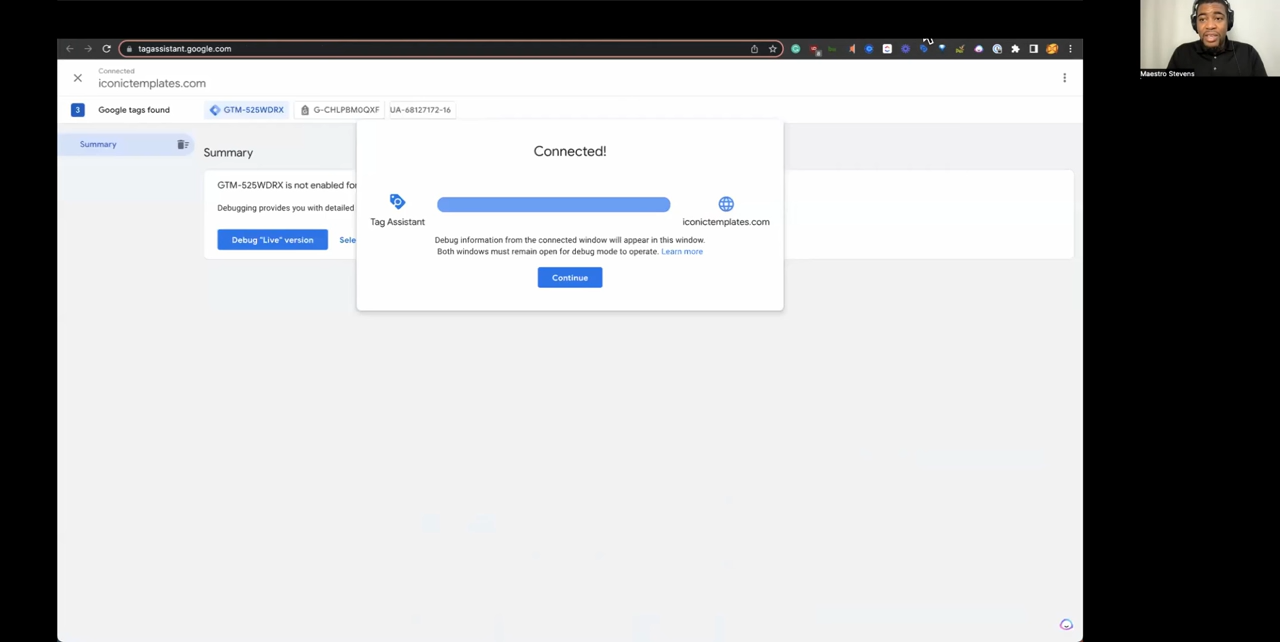 tagassistant.google.com
Maestro Stevens
Connected
iconictemplates.com
3 Google tags found GTM-525WDRX G-CHLPBM0QXF UA-68127172-16
Summary
Summary
Connected!
GTM-525WDRX is not enabled for
Debugging provides you with detailed
Tag Assistant
iconictemplates.com
Debug "Live" version Sele
Debug information from the connected window will appear in this window.
Both windows must remain open for debug mode to operate. Learn more
Continue